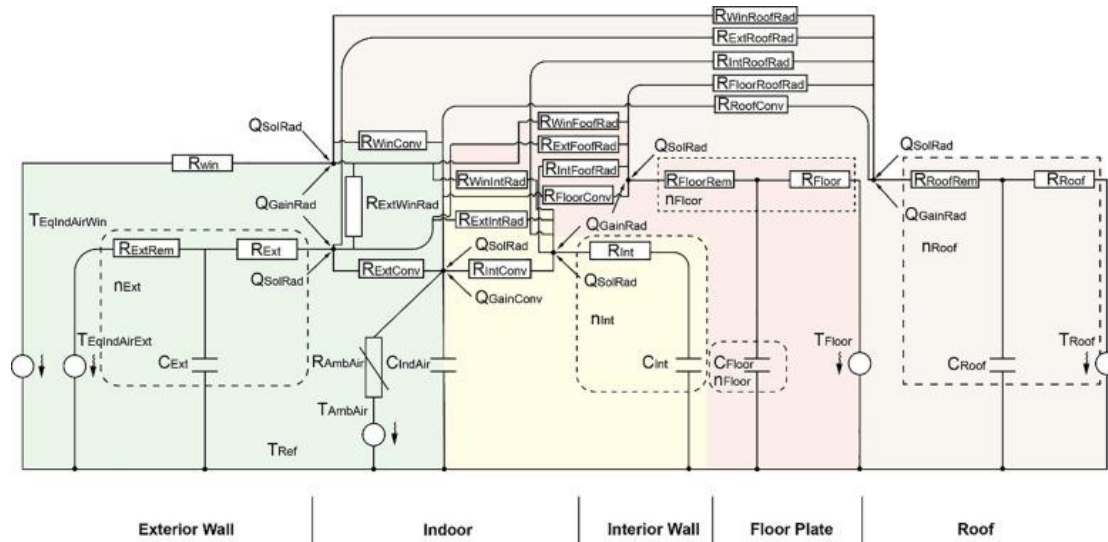 RWinRoofRad
RExtRoofRad
RIntRoofRad
RFloorRoofRad
RRoofConv
QSolRad
RWinConv
RWinFoofRad
RExtFoofRad
QSolRad
QSolRad
Rwin
RIntFoofRad
RWinIntRad
RFloorRem
RFloor
RRoofRem
RRoof
RExtWinRad
RFloorConv
nFloor
QGainRad
RExtIntRad
QGainRad
QGainRad
TEqIndAirWin
nRoof
RExtRem
RExt
QSolRad
RInt
RExtConv
RIntConv
QSolRad
QSolRad
nExt
QGainConv
nInt
TEqIndAirExt
TFloor
TRoof
CExt
RAmbAir
CIndAir
CInt
CFloor
nFloor
CRoof
TAmbAir
TRef
Exterior Wall
Indoor
Interior Wall
Floor Plate
Roof